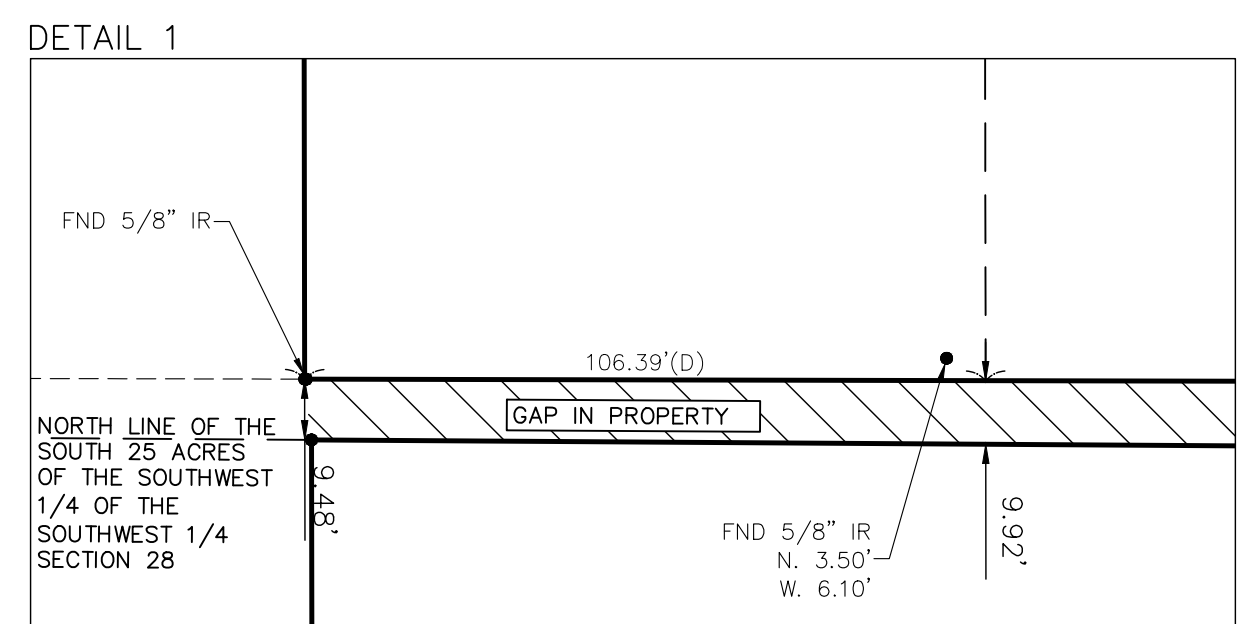 DETAIL 1
FND 5/8" IR
106.39'(D)
GAP IN PROPERTY
NORTH LINE OF THE
SOUTH 25 ACRES
OF THE SOUTHWEST
1/4 OF THE
SOUTHWEST 1/4
SECTION 28
9.48'
FND 5/8" IR
N. 3.50'
W. 6.10'
9.92'